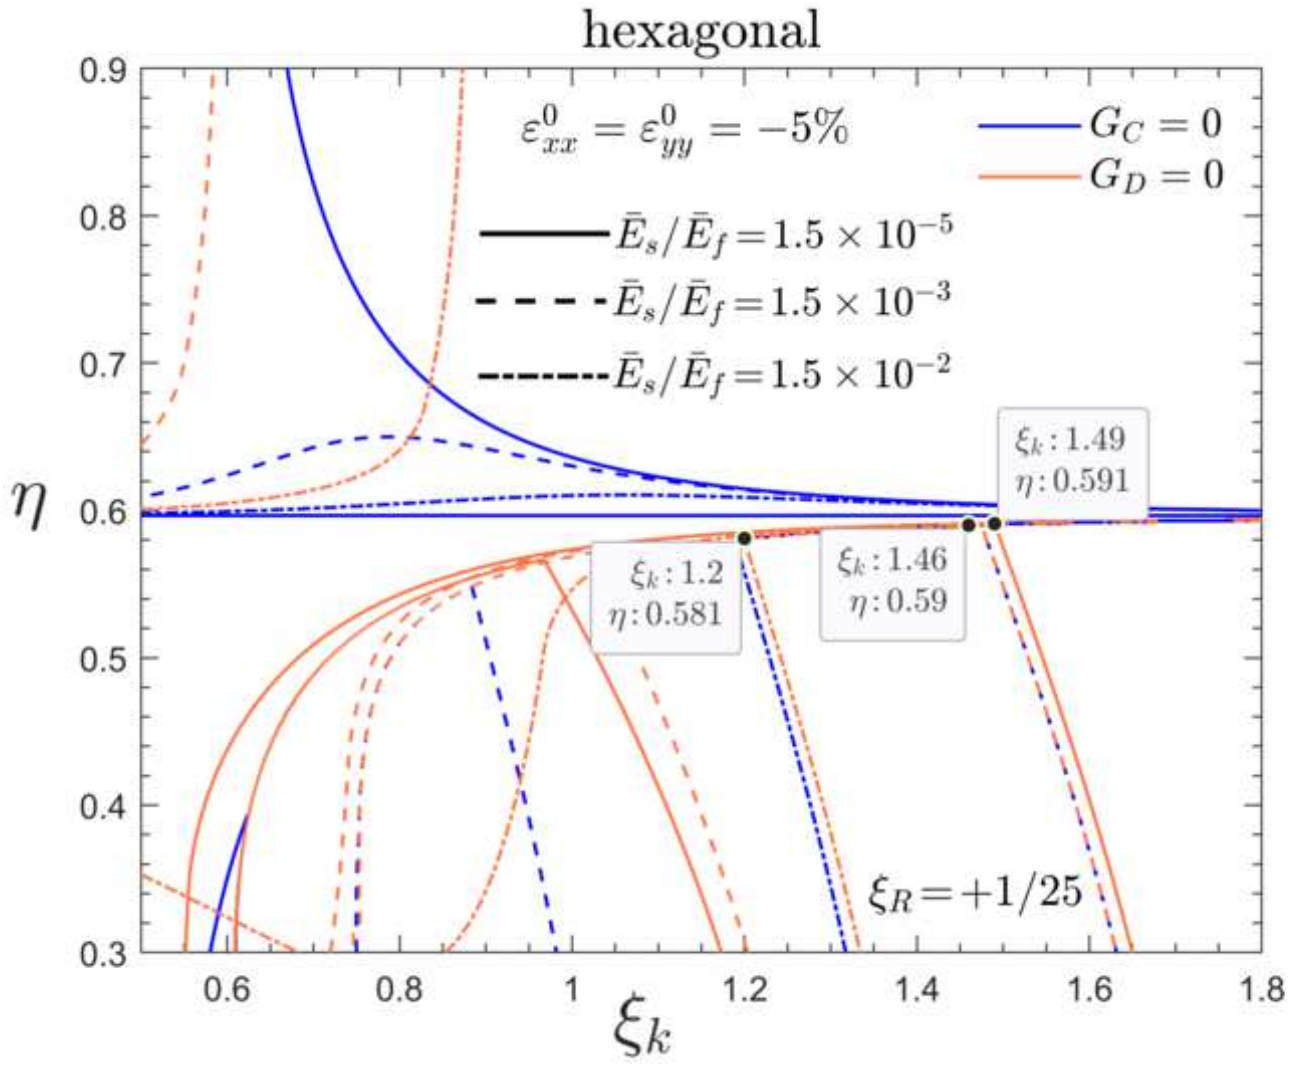 hexagonal
0.9
0.8
0.7
0.6
0.5
0.4
0.3
η
ε⁰xx = ε⁰yy = −5%
G_C = 0
G_D = 0
Ē_s/Ē_f = 1.5 × 10⁻⁵
Ē_s/Ē_f = 1.5 × 10⁻³
Ē_s/Ē_f = 1.5 × 10⁻²
ξ_k : 1.49
η : 0.591
ξ_k : 1.2
η : 0.581
ξ_k : 1.46
η : 0.59
ξ_R = +1/25
0.6 0.8 1 1.2 1.4 1.6 1.8
ξ_k